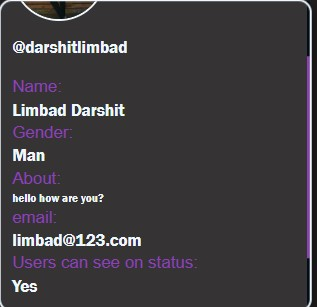 @darshitlimbad
Name:
Limbad Darshit
Gender:
Man
About:
hello how are you?
email:
limbad@123.com
Users can see on status:
Yes